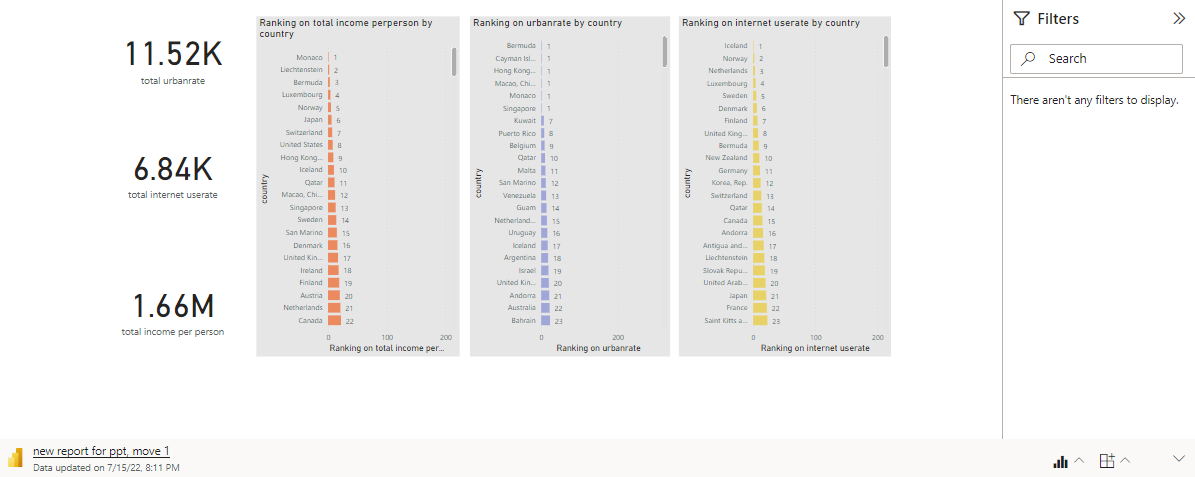 11.52K
total urbanrate
6.84K
total internet userate
1.66M
total income per person
Ranking on total income perperson by
country
country
Monaco 1
Liechtenstein 2
Bermuda 3
Luxembourg 4
Norway 5
Japan 6
Switzerland 7
United States 8
Hong Kong... 9
Iceland 10
Qatar 11
Macao, Chi... 12
Singapore 13
Sweden 14
San Marino 15
Denmark 16
United Kin... 17
Ireland 18
Finland 19
Austria 20
Netherlands 21
Canada 22
0 100 200
Ranking on total income per...
Ranking on urbanrate by country
country
Bermuda 1
Cayman Isl... 1
Hong Kong... 1
Macao, Chi... 1
Monaco 1
Singapore 1
Kuwait 7
Puerto Rico 8
Belgium 9
Qatar 10
Malta 11
San Marino 12
Venezuela 13
Guam 14
Netherland... 15
Uruguay 16
Iceland 17
Argentina 18
Israel 19
United Kin... 20
Andorra 21
Australia 22
Bahrain 23
0 200
Ranking on urbanrate
Ranking on internet userate by country
country
Iceland 1
Norway 2
Netherlands 3
Luxembourg 4
Sweden 5
Denmark 6
Finland 7
United King... 8
Bermuda 9
New Zealand 10
Germany 11
Korea, Rep. 12
Switzerland 13
Qatar 14
Canada 15
Andorra 16
Antigua and... 17
Liechtenstein 18
Slovak Repu... 19
United Arab... 20
Japan 21
France 22
Saint Kitts a... 23
0 100 200
Ranking on internet userate
Filters
Search
There aren't any filters to display.
new report for ppt, move 1
Data updated on 7/15/22, 8:11 PM